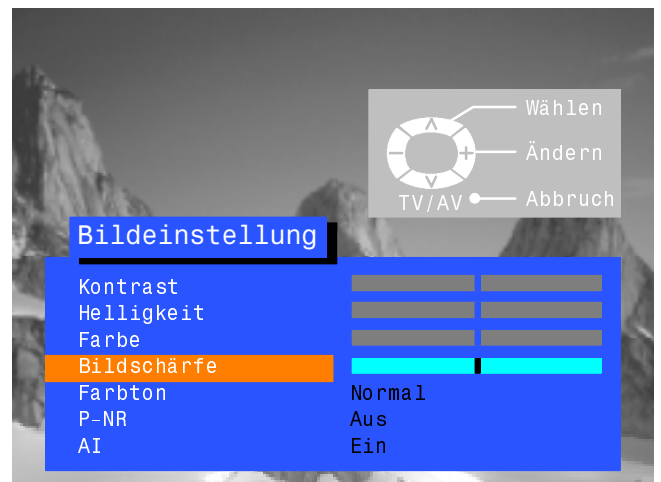 Wählen
Ändern
TV/AV Abbruch
Bildeinstellung
Kontrast
Helligkeit
Farbe
Bildschärfe
Farbton Normal
P-NR Aus
AI Ein